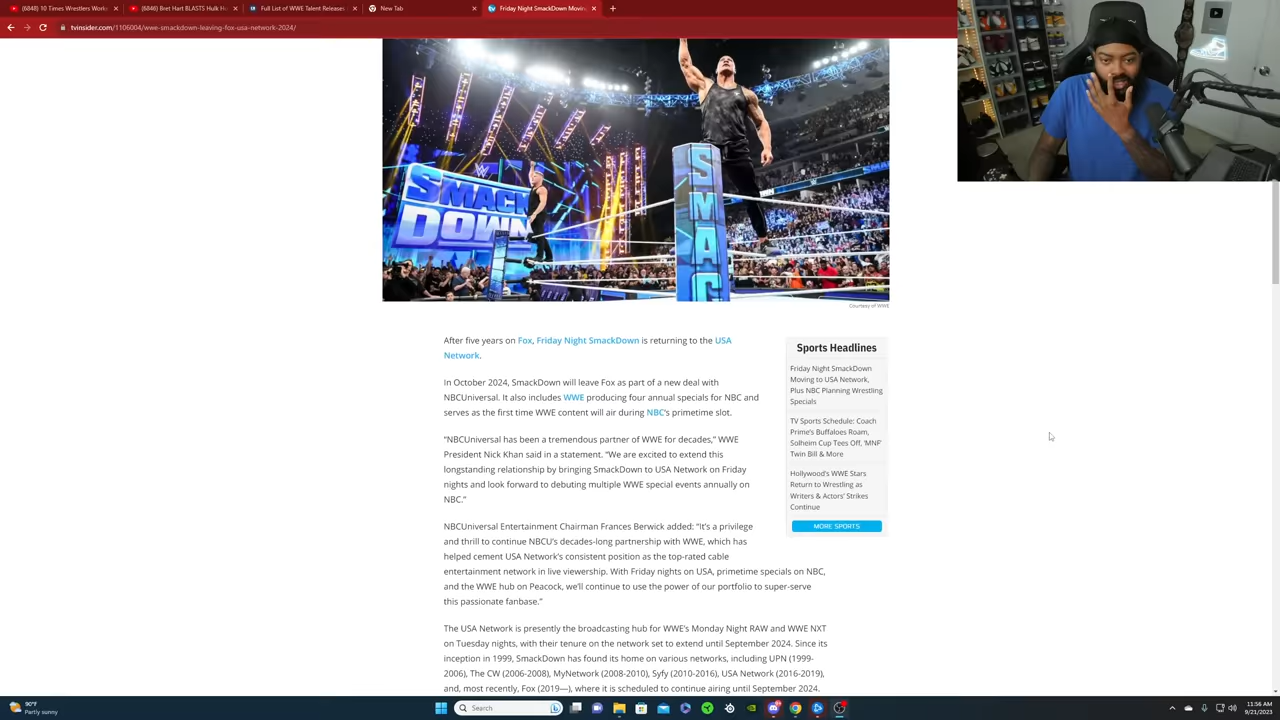 (6848) 10 Times Wrestlers Works
(6846) Bret Hart BLASTS Hulk H
Full List of WWE Talent Releases
New Tab
Friday Night SmackDown Movin
tvinsider.com/1106004/wwe-smackdown-leaving-fox-usa-network-2024/
SMACK
DOWN
SMAC
Courtesy of WWE
After five years on Fox, Friday Night SmackDown is returning to the USA
Network.
In October 2024, SmackDown will leave Fox as part of a new deal with
NBCUniversal. It also includes WWE producing four annual specials for NBC and
serves as the first time WWE content will air during NBC's primetime slot.
"NBCUniversal has been a tremendous partner of WWE for decades," WWE
President Nick Khan said in a statement. "We are excited to extend this
longstanding relationship by bringing SmackDown to USA Network on Friday
nights and look forward to debuting multiple WWE special events annually on
NBC."
NBCUniversal Entertainment Chairman Frances Berwick added: "It's a privilege
and thrill to continue NBCU's decades-long partnership with WWE, which has
helped cement USA Network's consistent position as the top-rated cable
entertainment network in live viewership. With Friday nights on USA, primetime specials on NBC,
and the WWE hub on Peacock, we'll continue to use the power of our portfolio to super-serve
this passionate fanbase."
The USA Network is presently the broadcasting hub for WWE's Monday Night RAW and WWE NXT
on Tuesday nights, with their tenure on the network set to extend until September 2024. Since its
inception in 1999, SmackDown has found its home on various networks, including UPN (1999-
2006), The CW (2006-2008), MyNetwork (2008-2010), Syfy (2010-2016), USA Network (2016-2019)
and, most recently, Fox (2019—), where it is scheduled to continue airing until September 2024.
Sports Headlines
Friday Night SmackDown
Moving to USA Network,
Plus NBC Planning Wrestling
Specials
TV Sports Schedule: Coach
Prime's Buffaloes Roam,
Solheim Cup Tees Off, 'MNF'
Twin Bill & More
Hollywood's WWE Stars
Return to Wrestling as
Writers & Actors' Strikes
Continue
MORE SPORTS
90°F
Partly sunny
Search
11:56 AM
9/21/2023